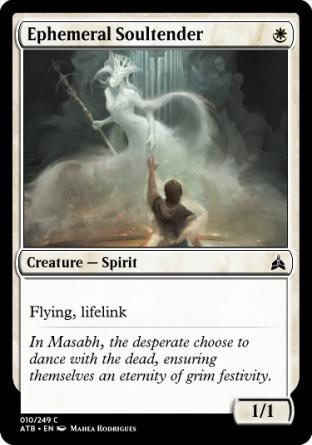 Ephemeral Soultender
Creature — Spirit
Flying, lifelink
In Masabh, the desperate choose to
dance with the dead, ensuring
themselves an eternity of grim festivity.
1/1
010/249 C
ATB • EN Mahea Rodrigues